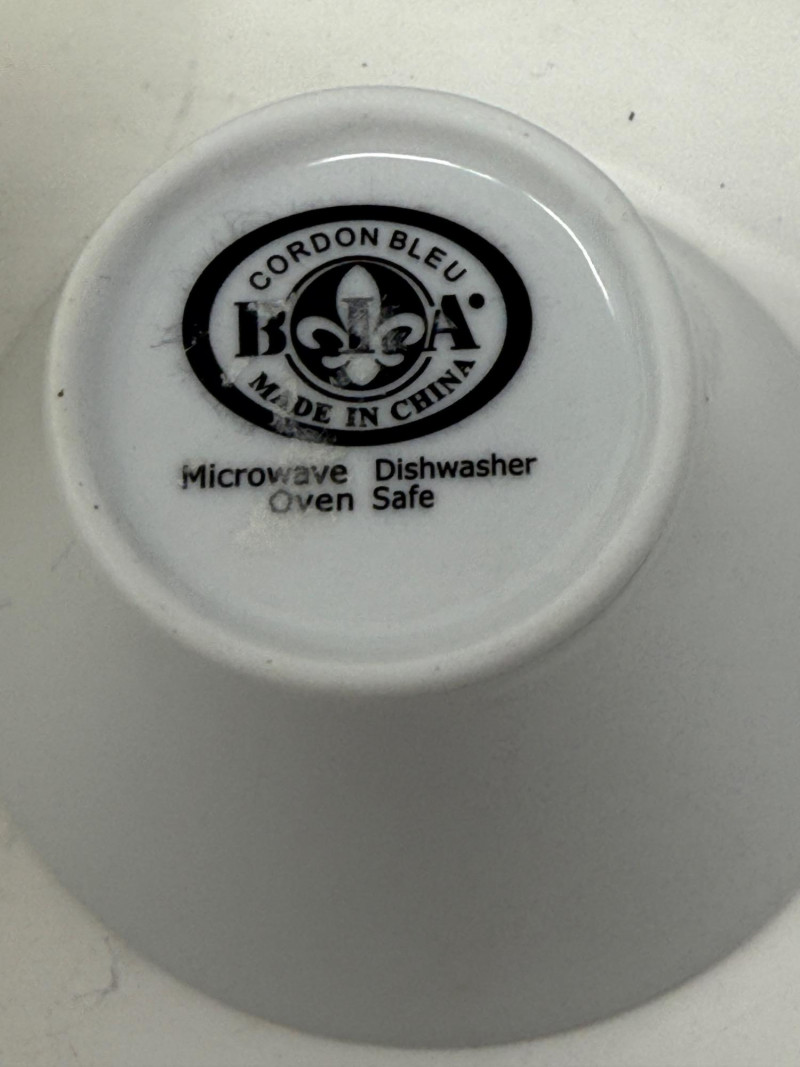 CORDON BLEU
BIA
MADE IN CHINA
Microwave Dishwasher
Oven Safe